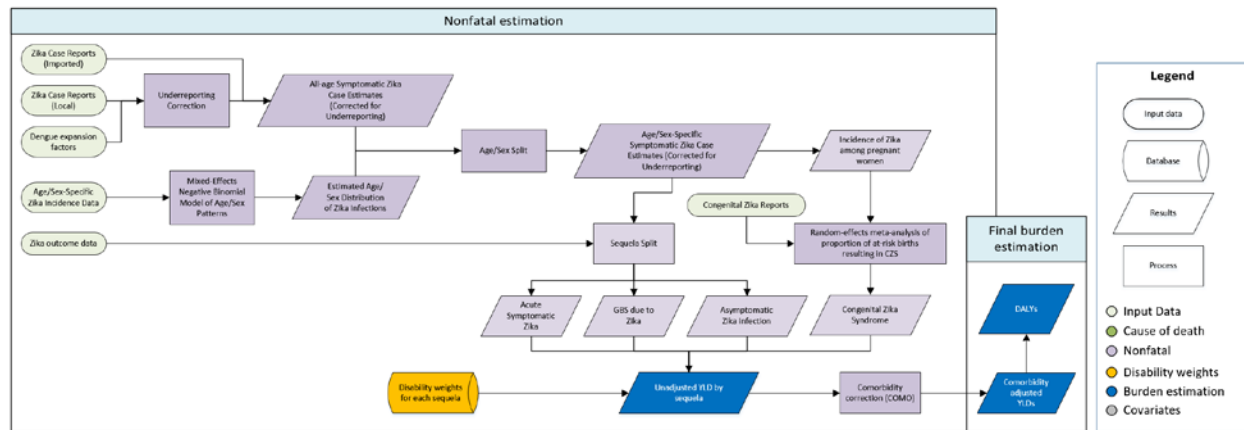 Nonfatal estimation
Zika Case Reports
(Imported)
Zika Case Reports
(Local)
Dengue expansion
factors
Underreporting
Correction
All-age Symptomatic Zika
Case Estimates
(Corrected for
Underreporting)
Age/Sex-Specific
Zika Incidence Data
Mixed-Effects
Negative Binomial
Model of Age/Sex
Patterns
Estimated Age/
Sex Distribution
of Zika Infections
Age/Sex Split
Age/Sex-Specific
Symptomatic Zika Case
Estimates (Corrected for
Underreporting)
Incidence of Zika
among pregnant
women
Zika outcome data
Sequela Split
Congenital Zika Reports
Random-effects meta-analysis of
proportion of at-risk births
resulting in CZS
Acute
Symptomatic
Zika
GBS due to
Zika
Asymptomatic
Zika Infection
Congenital Zika
Syndrome
Disability weights
for each sequela
Unadjusted YLD by
sequela
Comorbidity
correction (COMO)
Final burden
estimation
DALYs
Comorbidity
adjusted
YLDs
Legend
Input data
Database
Results
Process
Input Data
Cause of death
Nonfatal
Disability weights
Burden estimation
Covariates